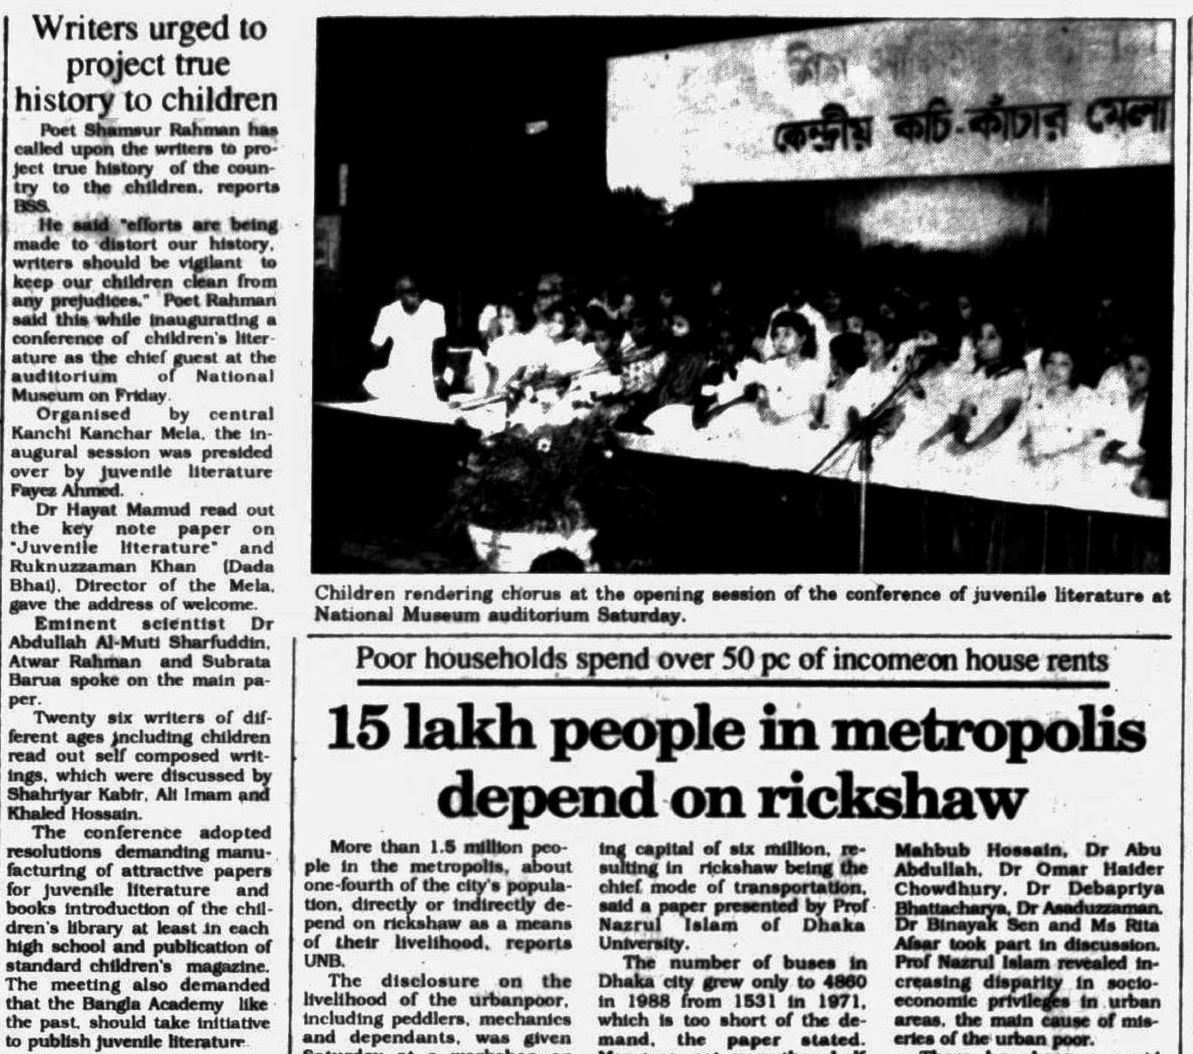 Writers urged to
project true
history to children
Poet Shamsur Rahman has
called upon the writers to pro-
ject true history of the coun-
try to the children, reports
BSS.
He said "efforts are being
made to distort our history,
writers should be vigilant to
keep our children clean from
any prejudices." Poet Rahman
said this while inaugurating a
conference of children's liter-
ature as the chief guest at the
auditorium of National
Museum on Friday.
Organised by central
Kanchi Kanchar Mela, the in-
augural session was presided
over by juvenile literature
Fayez Ahmed.
Dr Hayat Mamud read out
the key note paper on
"Juvenile literature" and
Ruknuzzaman Khan (Dada
Bhai), Director of the Mela,
gave the address of welcome.
Eminent scientist Dr
Abdullah Al-Muti Sharfuddin,
Atwar Rahman and Subrata
Barua spoke on the main pa-
per.
Twenty six writers of dif-
ferent ages including children
read out self composed writ-
ings, which were discussed by
Shahriyar Kabir, Ali Imam and
Khaled Hossain.
The conference adopted
resolutions demanding manu-
facturing of attractive papers
for juvenile literature and
books introduction of the chil-
dren's library at least in each
high school and publication of
standard children's magazine.
The meeting also demanded
that the Bangla Academy like
the past, should take initiative
to publish juvenile literature.
কেন্দ্রীয় কচি-কাঁচার মেলা
Children rendering chorus at the opening session of the conference of juvenile literature at
National Museum auditorium Saturday.
Poor households spend over 50 pc of income on house rents
15 lakh people in metropolis
depend on rickshaw
More than 1.5 million peo-
ple in the metropolis, about
one-fourth of the city's popula-
tion, directly or indirectly de-
pend on rickshaw as a means
of their livelihood, reports
UNB.
The disclosure on the
livelihood of the urbanpoor,
including peddlers, mechanics
and dependants, was given
ing capital of six million, re-
sulting in rickshaw being the
chief mode of transportation,
said a paper presented by Prof
Nazrul Islam of Dhaka
University.
The number of buses in
Dhaka city grew only to 4860
in 1988 from 1531 in 1971,
which is too short of the de-
mand, the paper stated.
Mahbub Hossain, Dr Abu
Abdullah, Dr Omar Haider
Chowdhury, Dr Debapriya
Bhattacharya, Dr Asaduzzaman,
Dr Binayak Sen and Ms Rita
Afsar took part in discussion.
Prof Nazrul Islam revealed in-
creasing disparity in socio-
economic privileges in urban
areas, the main cause of mis-
eries of the urban poor.